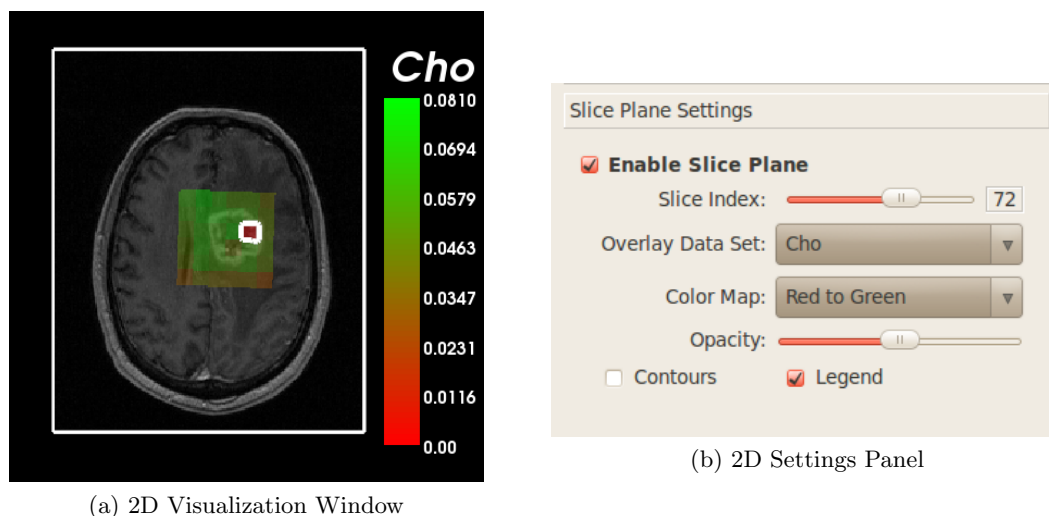 Cho
0.0810
0.0694
0.0579
0.0463
0.0347
0.0231
0.0116
0.00
(a) 2D Visualization Window
Slice Plane Settings
Enable Slice Plane
Slice Index: 72
Overlay Data Set: Cho
Color Map: Red to Green
Opacity:
Contours Legend
(b) 2D Settings Panel